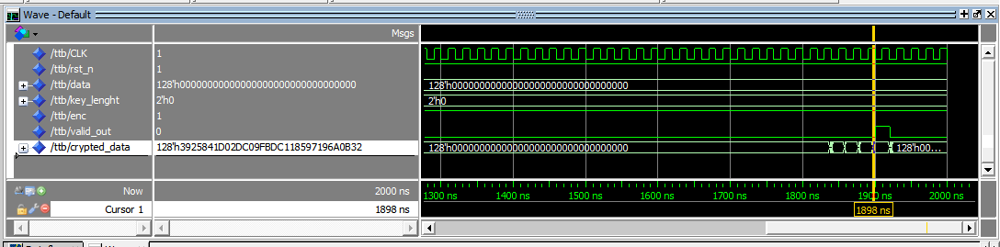 Wave - Default
Msgs
/ttb/CLK 1
/ttb/rst_n 1
/ttb/data 128'h00000000000000000000000000000000 128'h00000000000000000000000000000000
/ttb/key_lenght 2'h0 2'h0
/ttb/enc 1
/ttb/valid_out 0
/ttb/crypted_data 128'h3925841D02DC09FBDC118597196A0B32 128'h00000000000000000000000000000000 128'h00...
Now 2000 ns 1300 ns 1400 ns 1500 ns 1600 ns 1700 ns 1800 ns 1900 ns 2000 ns
Cursor 1 1898 ns 1898 ns